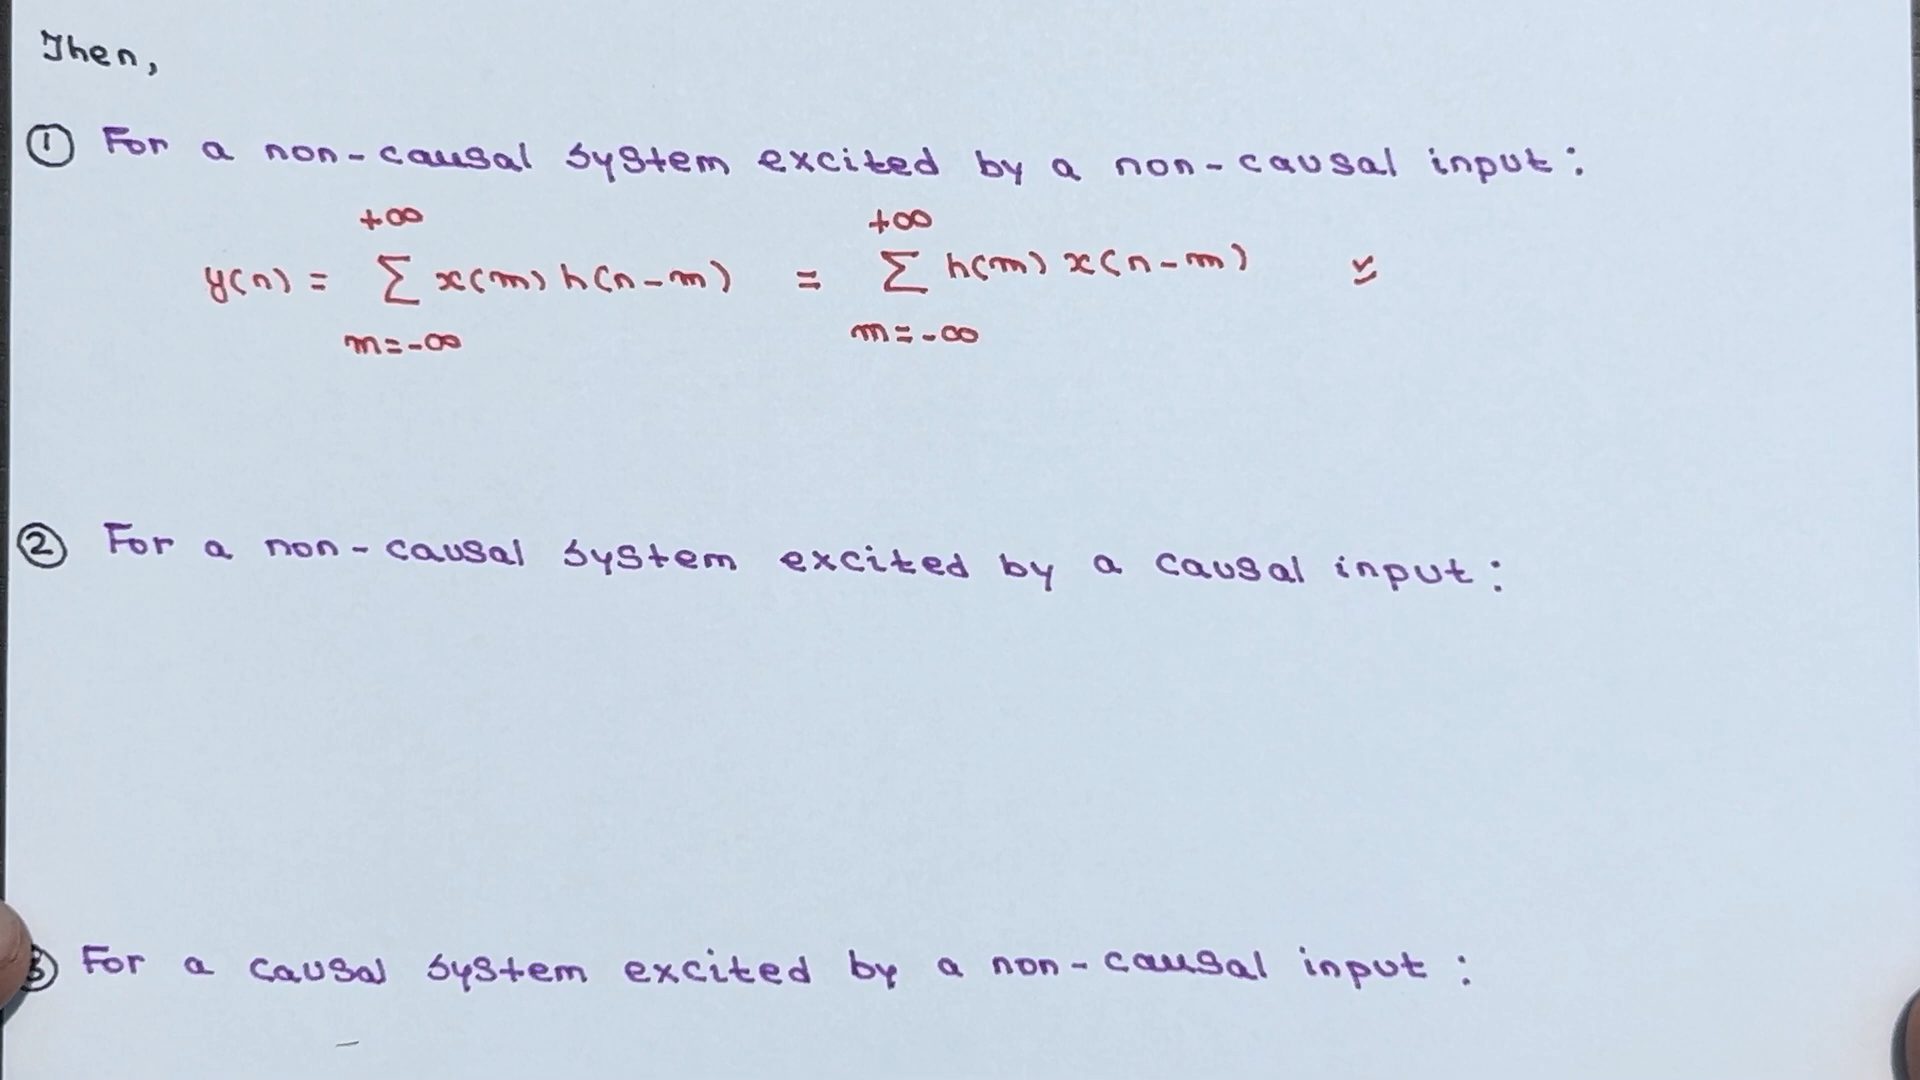 Then,
① For a non-causal system excited by a non-causal input:
+∞ +∞
y(n) = ∑ x(m) h(n-m) = ∑ h(m) x(n-m)
m=-∞ m=-∞
② For a non-causal system excited by a causal input:
③ For a causal system excited by a non-causal input: